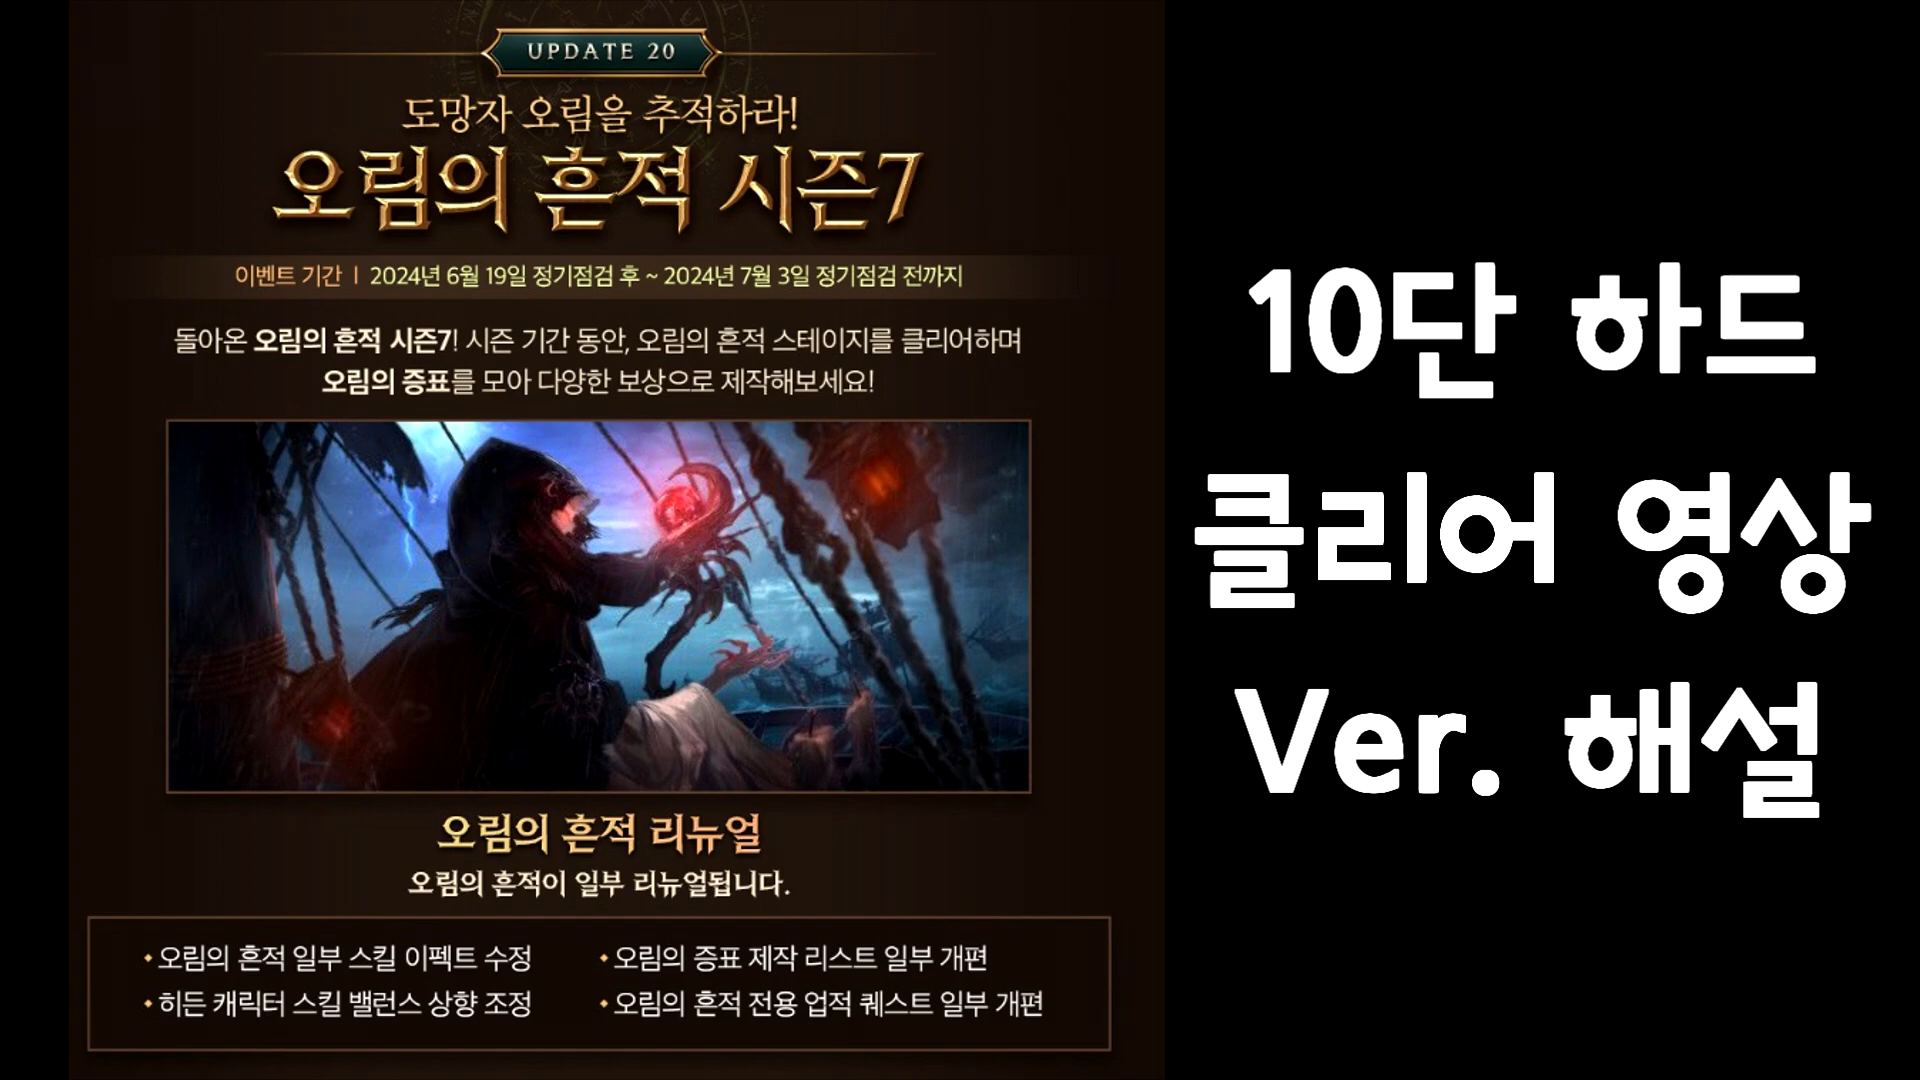 UPDATE 20
도망자 오림을 추적하라!
오림의 흔적 시즌7
이벤트 기간 | 2024년 6월 19일 정기점검 후 ~ 2024년 7월 3일 정기점검 전까지
돌아온 오림의 흔적 시즌7! 시즌 기간 동안, 오림의 흔적 스테이지를 클리어하며
오림의 증표를 모아 다양한 보상으로 제작해보세요!
오림의 흔적 리뉴얼
오림의 흔적이 일부 리뉴얼됩니다.
• 오림의 흔적 일부 스킬 이펙트 수정
• 오림의 증표 제작 리스트 일부 개편
• 히든 캐릭터 스킬 밸런스 상향 조정
• 오림의 흔적 전용 업적 퀘스트 일부 개편
10단 하드
클리어 영상
Ver. 해설